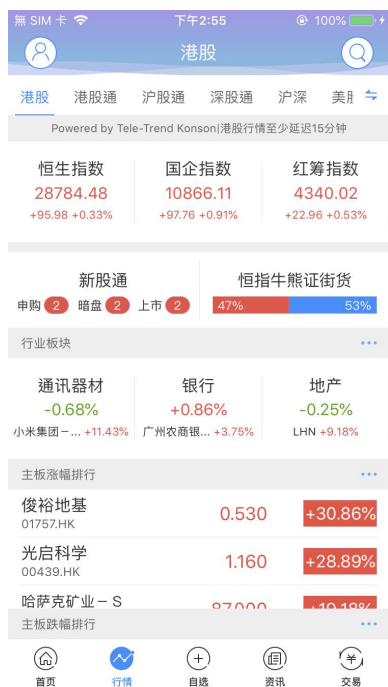 無 SIM 卡 下午2:55 100%
港股
港股 港股通 沪股通 深股通 沪深 美
Powered by Tele-Trend Konson|港股行情至少延迟15分钟
恒生指数 国企指数 红筹指数
28784.48 10866.11 4340.02
+95.98 +0.33% +97.76 +0.91% +22.96 +0.53%
新股通 恒指牛熊证街货
申购 2 暗盘 2 上市 2 47% 53%
行业板块
通讯器材 银行 地产
-0.68% +0.86% -0.25%
小米集团－... +11.43% 广州农商银... +3.75% LHN +9.18%
主板涨幅排行
俊裕地基 0.530 +30.86%
01757.HK
光启科学 1.160 +28.89%
00439.HK
哈萨克矿业－S 87.000 +19.18%
主板跌幅排行
首页 行情 自选 资讯 交易